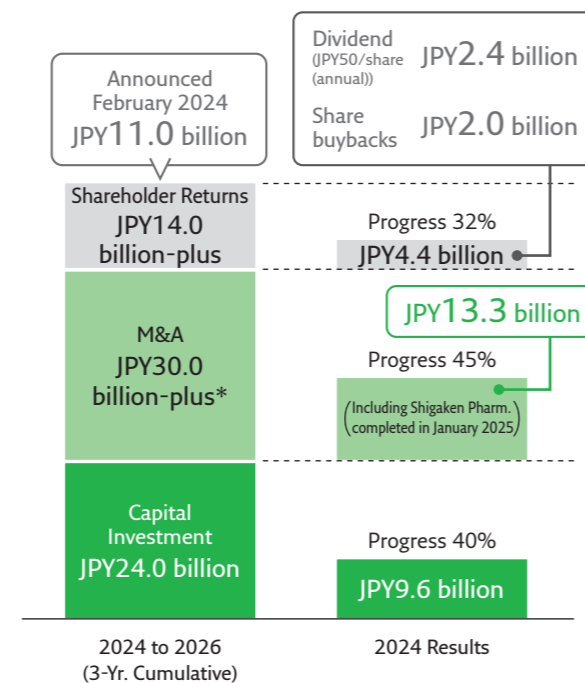 Announced
February 2024
JPY11.0 billion
Dividend
(JPY50/share
(annual))
JPY2.4 billion
Share
buybacks
JPY2.0 billion
Shareholder Returns
JPY14.0
billion-plus
Progress 32%
JPY4.4 billion
M&A
JPY30.0
billion-plus*
JPY13.3 billion
Progress 45%
(Including Shigaken Pharm.
completed in January 2025)
Capital
Investment
JPY24.0 billion
Progress 40%
JPY9.6 billion
2024 to 2026
(3-Yr. Cumulative)
2024 Results